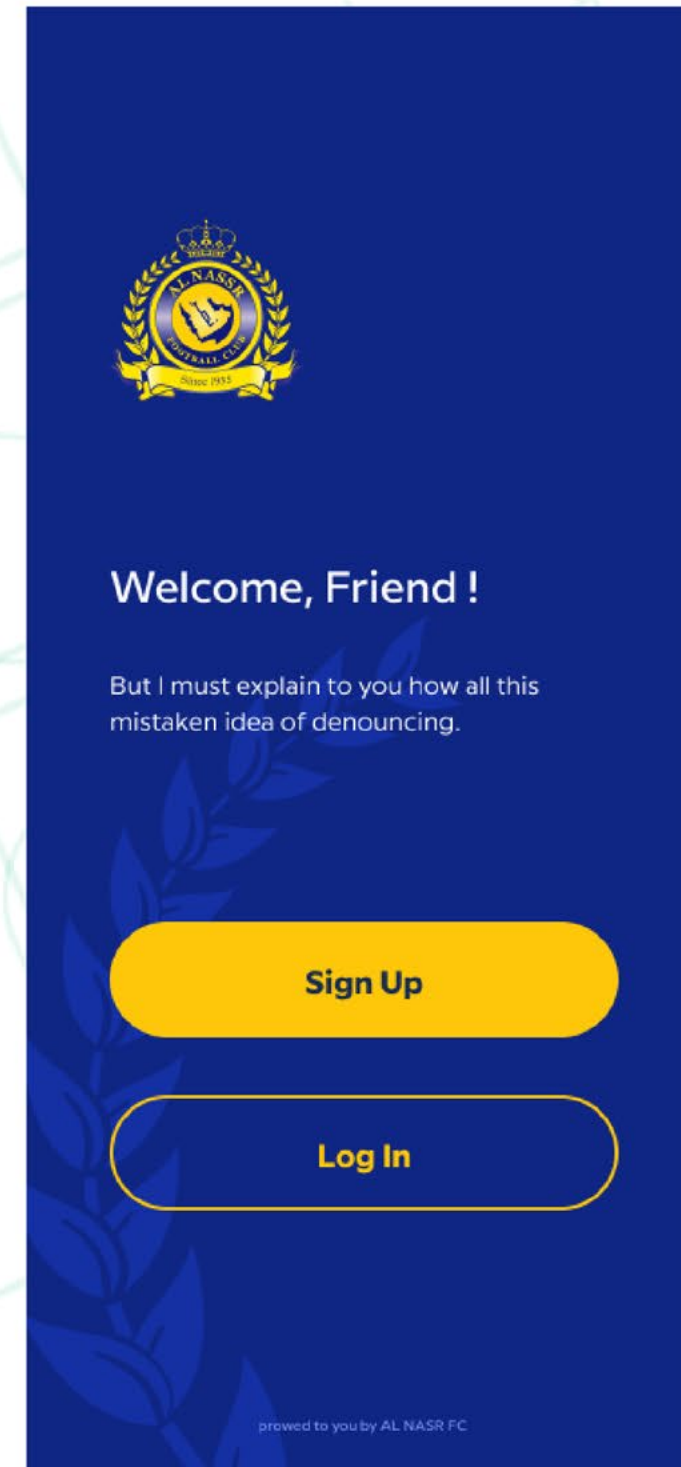 AL NASSR
FOOTBALL CLUB
Since 1955
Welcome, Friend !
But I must explain to you how all this
mistaken idea of denouncing.
Sign Up
Log In
prowed to you by AL NASR FC